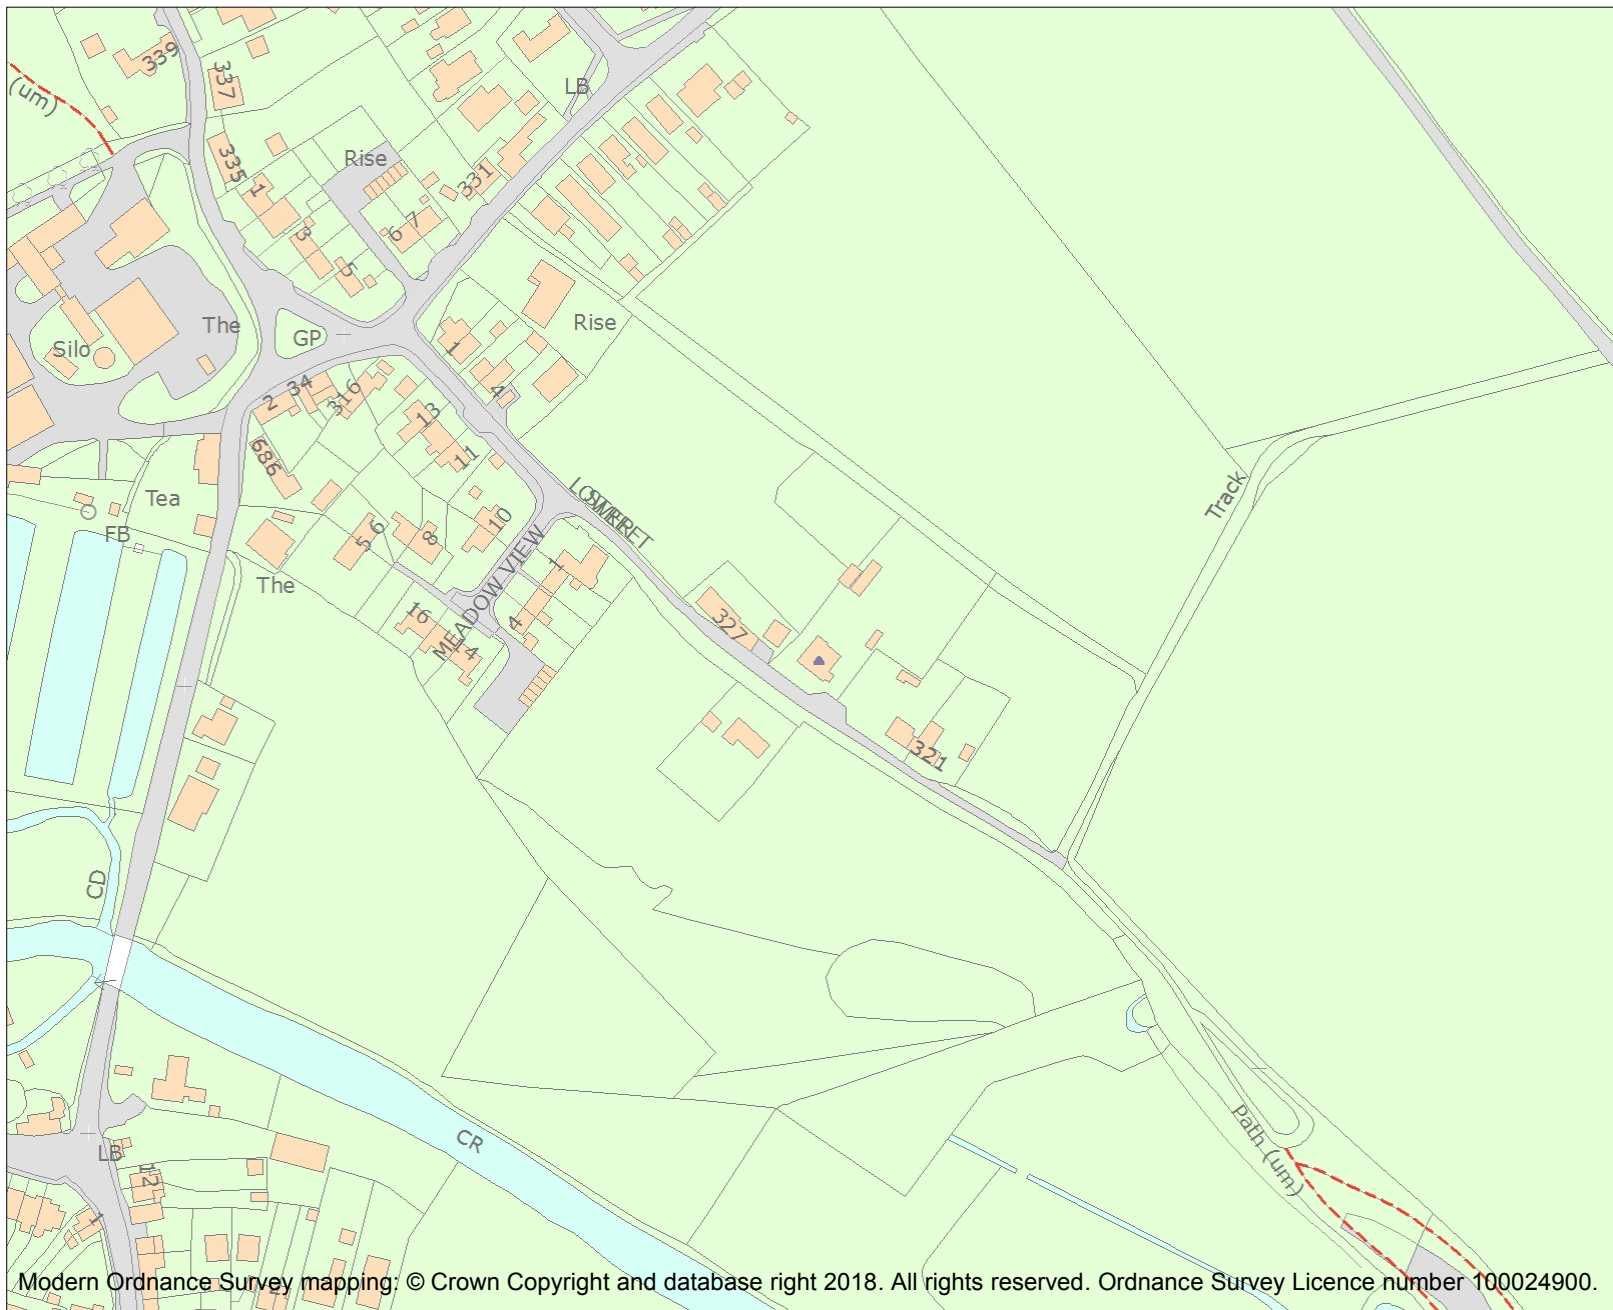 339
337
(um)
LB
335
Rise
331
1
7
6
3
5
The
GP
Rise
Silo
1
34
316
4
2
13
686
11
Track
Tea
10
FB
6
5
8
MEADOW VIEW
The
1
16
4
327
4
321
CD
CR
Path (um)
LB
12
1
Modern Ordnance Survey mapping: © Crown Copyright and database right 2018. All rights reserved. Ordnance Survey Licence number 100024900.